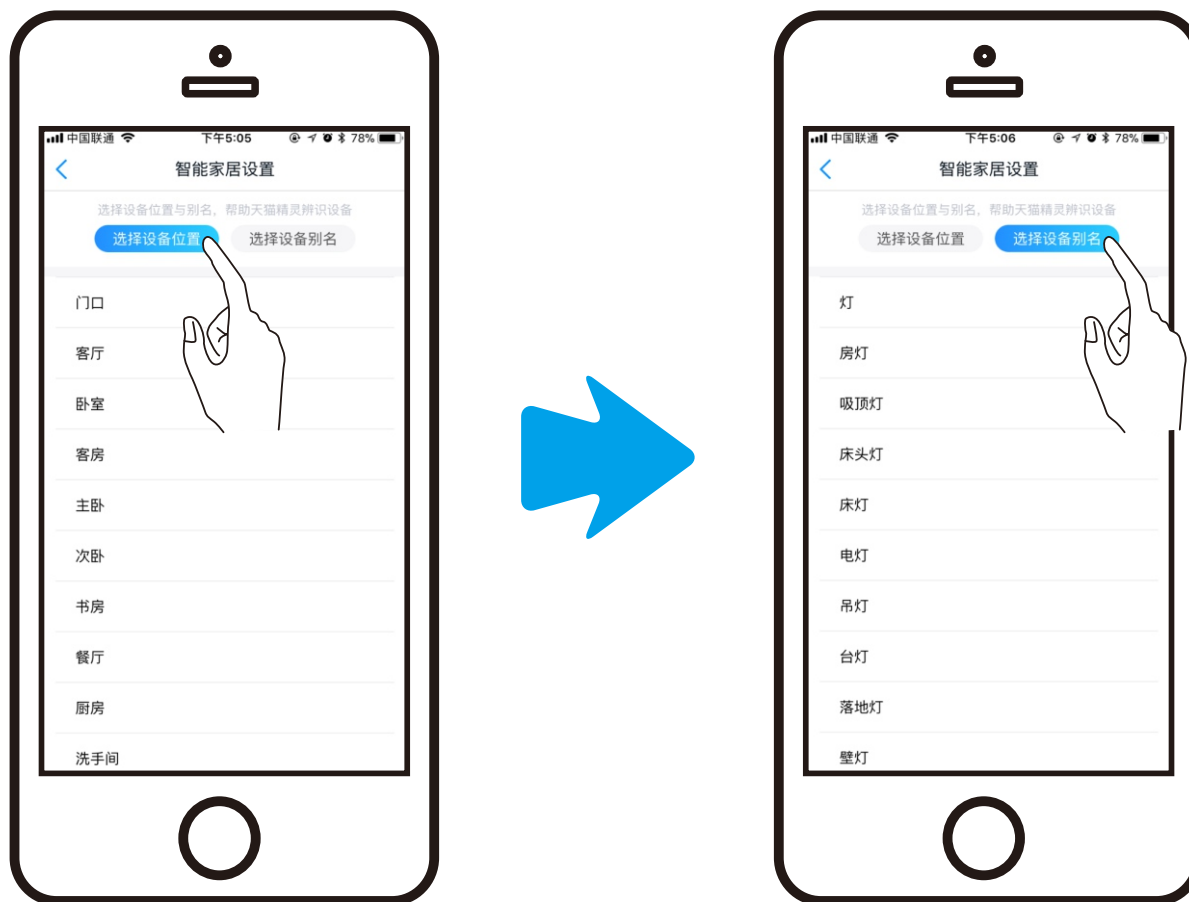 中国联通 下午5:05 78%
智能家居设置
选择设备位置与别名，帮助天猫精灵辨识设备
选择设备位置 选择设备别名
门口
客厅
卧室
客房
主卧
次卧
书房
餐厅
厨房
洗手间
中国联通 下午5:06 78%
智能家居设置
选择设备位置与别名，帮助天猫精灵辨识设备
选择设备位置 选择设备别名
灯
房灯
吸顶灯
床头灯
床灯
电灯
吊灯
台灯
落地灯
壁灯